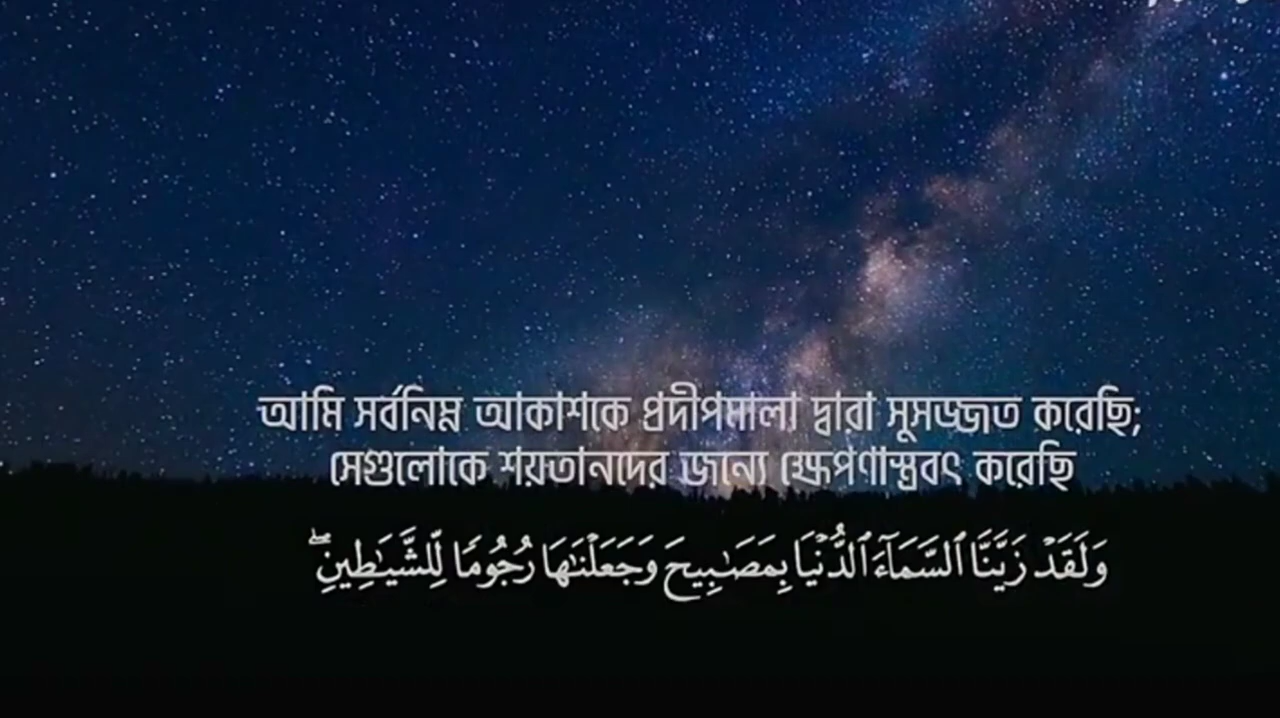 আমি সর্বনিম্ন আকাশকে প্রদীপমালা দ্বারা সুসজ্জত করেছি;
সেগুলোকে শয়তানদের জন্যে ক্ষেপণাস্ত্রবৎ করেছি
وَلَقَدۡ زَيَّنَّا ٱلسَّمَآءَ ٱلدُّنۡيَا بِمَصَٰبِيحَ وَجَعَلۡنَٰهَا رُجُومٗا لِّلشَّيَٰطِينِۖ